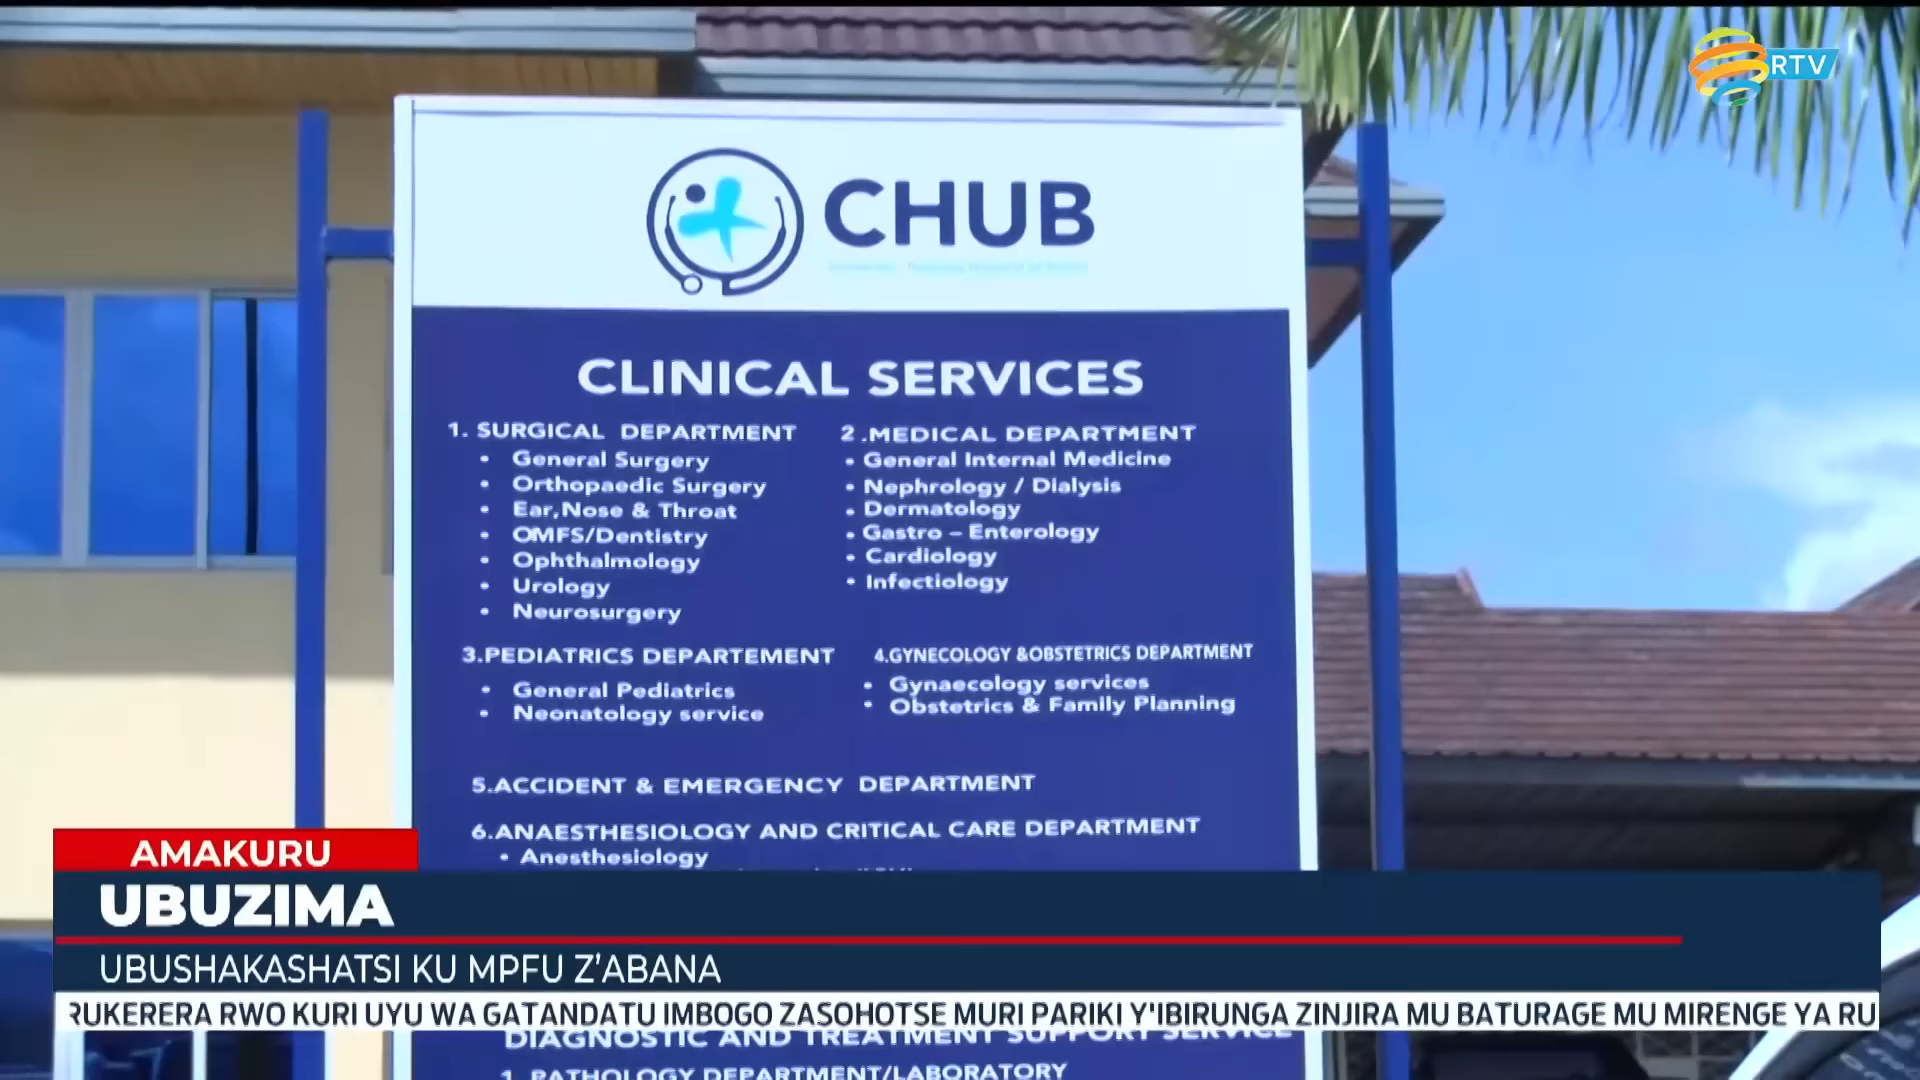 RTV
CHUB
CLINICAL SERVICES
1. SURGICAL DEPARTMENT
• General Surgery
• Orthopaedic Surgery
• Ear,Nose & Throat
• OMFS/Dentistry
• Ophthalmology
• Urology
• Neurosurgery
2 .MEDICAL DEPARTMENT
• General Internal Medicine
• Nephrology / Dialysis
• Dermatology
• Gastro – Enterology
• Cardiology
• Infectiology
3.PEDIATRICS DEPARTEMENT
• General Pediatrics
• Neonatology service
4.GYNECOLOGY &OBSTETRICS DEPARTMENT
• Gynaecology services
• Obstetrics & Family Planning
5.ACCIDENT & EMERGENCY DEPARTMENT
6.ANAESTHESIOLOGY AND CRITICAL CARE DEPARTMENT
• Anesthesiology
AMAKURU
UBUZIMA
UBUSHAKASHATSI KU MPFU Z'ABANA
RUKERERA RWO KURI UYU WA GATANDATU IMBOGO ZASOHOTSE MURI PARIKI Y'IBIRUNGA ZINJIRA MU BATURAGE MU MIRENGE YA RU
DIAGNOSTIC AND TREATMENT SUPPORT SERVICE
1. PATHOLOGY DEPARTMENT/LABORATORY